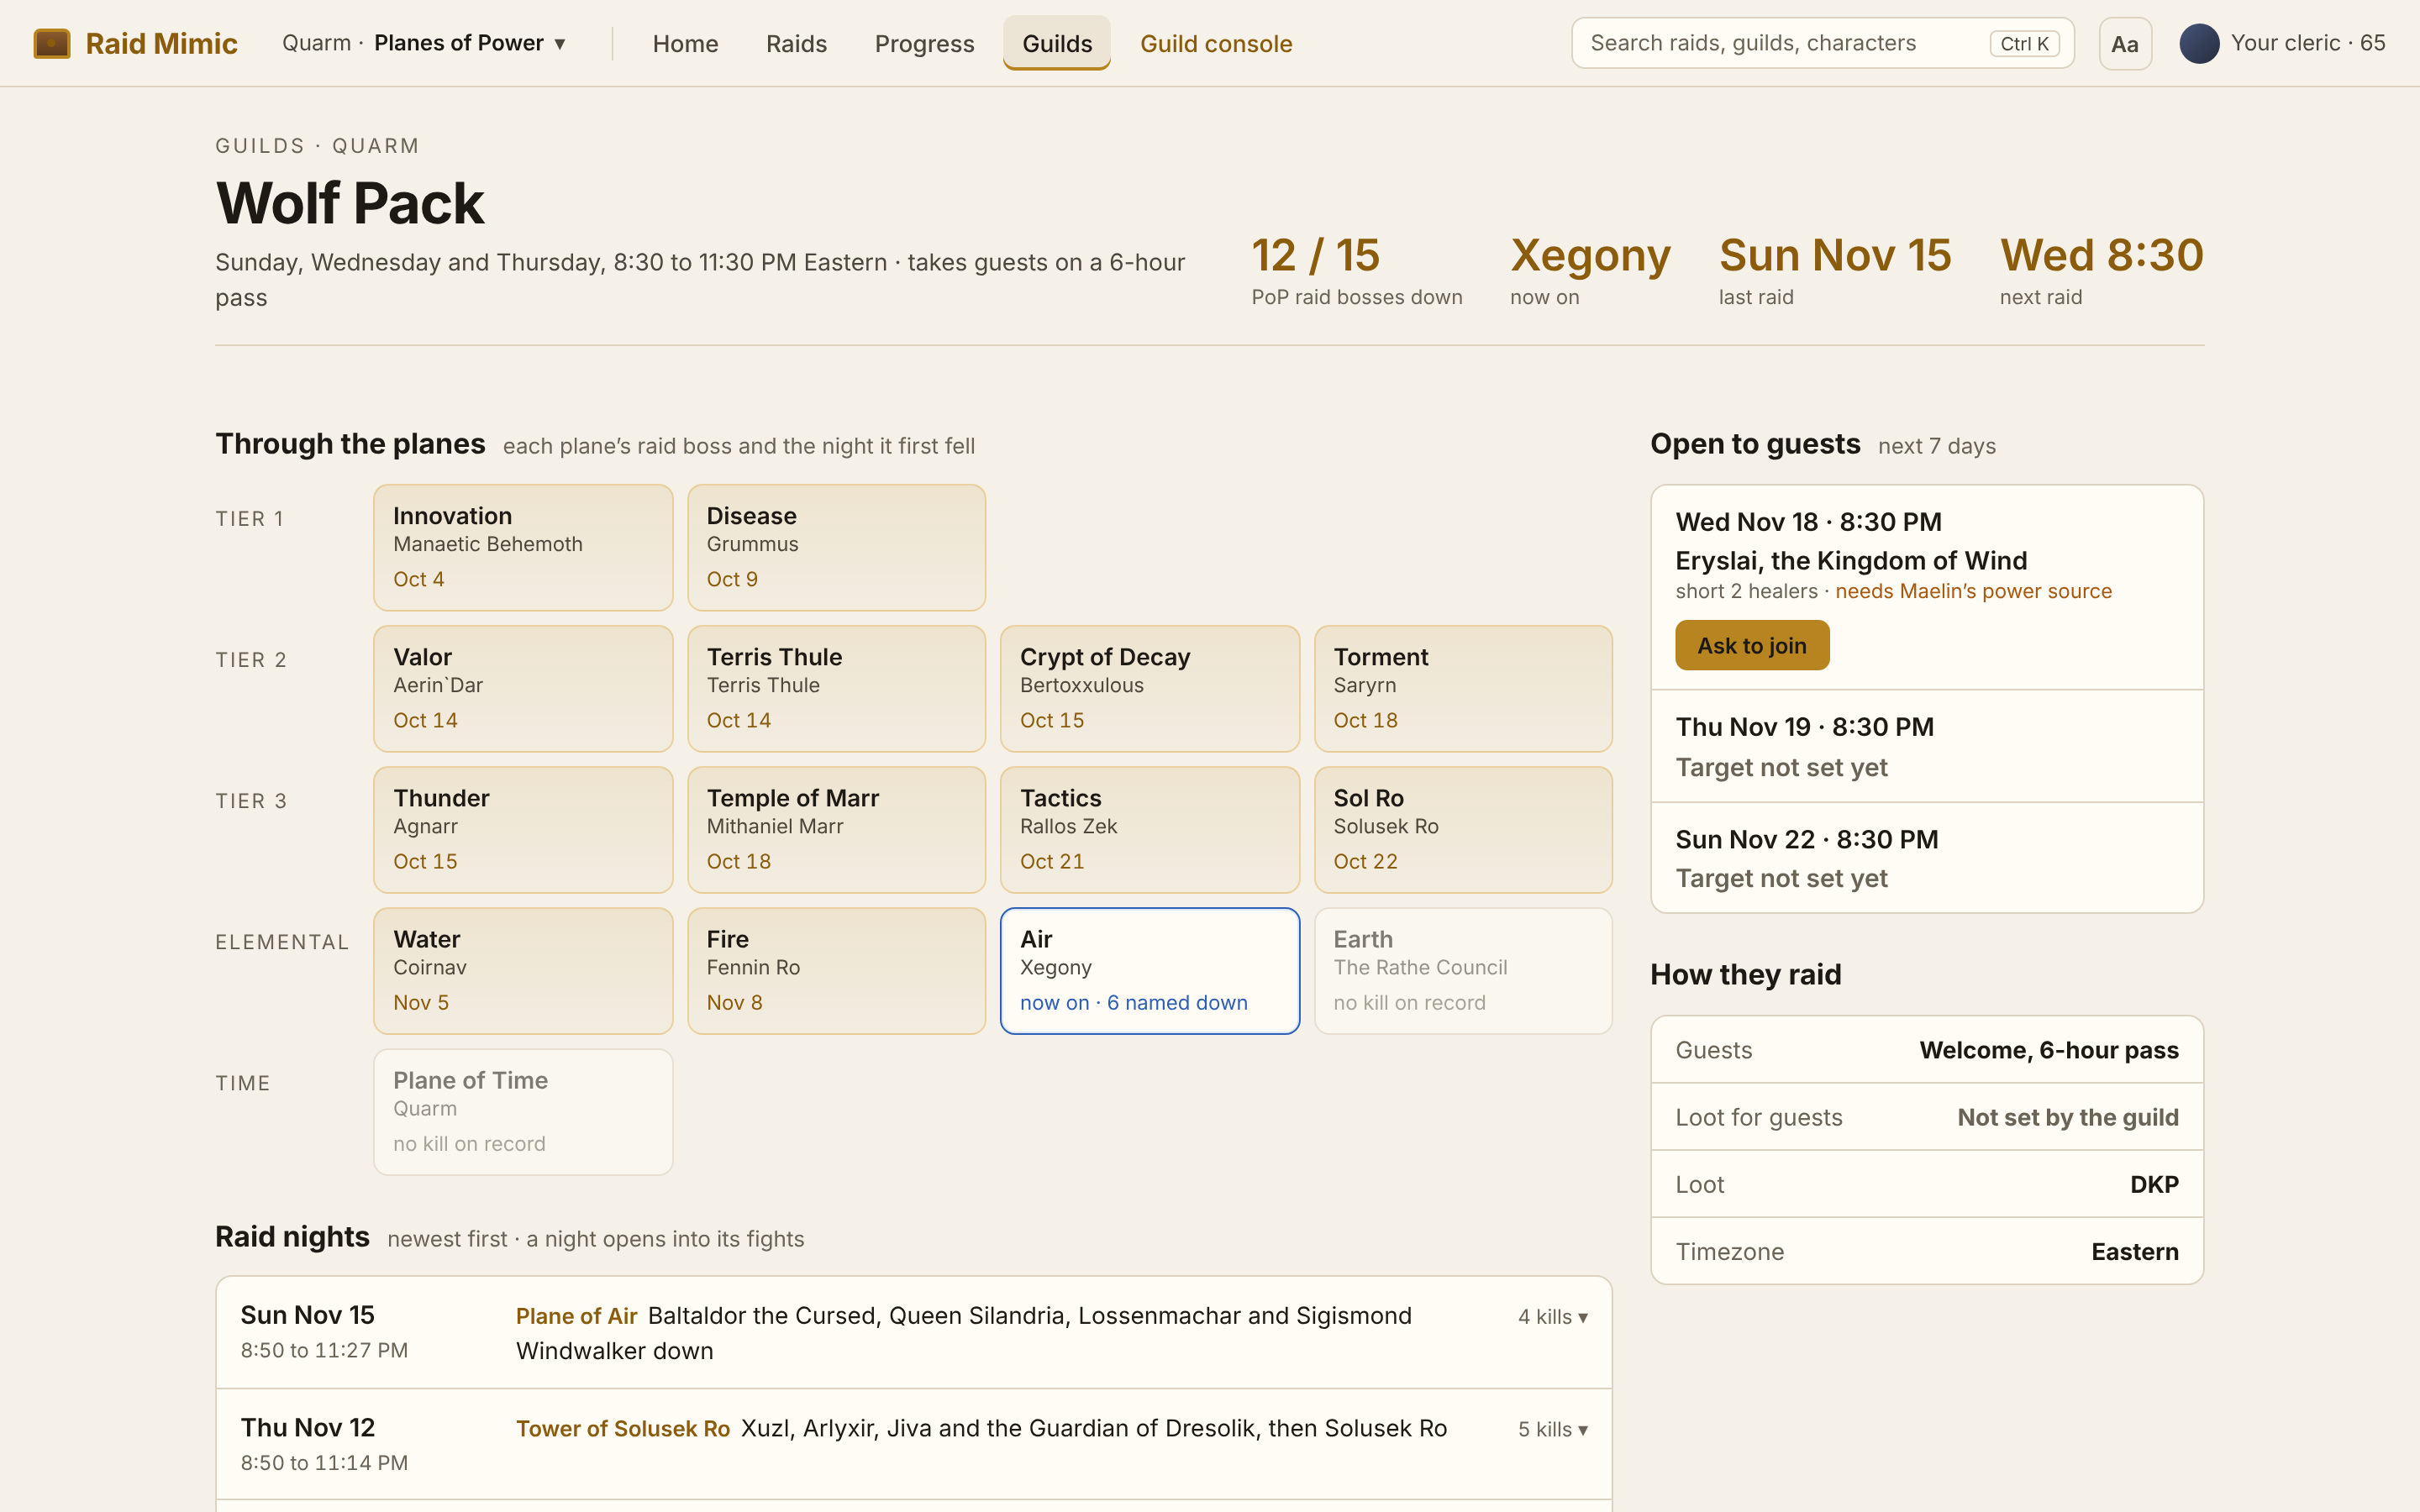 Raid Mimic
Quarm · Planes of Power ▾
Home
Raids
Progress
Guilds
Guild console
Search raids, guilds, characters
Ctrl K
Aa
Your cleric · 65
GUILDS · QUARM
Wolf Pack
Sunday, Wednesday and Thursday, 8:30 to 11:30 PM Eastern · takes guests on a 6-hour
pass
12 / 15
PoP raid bosses down
Xegony
now on
Sun Nov 15
last raid
Wed 8:30
next raid
Through the planes each plane’s raid boss and the night it first fell
TIER 1
Innovation
Manaetic Behemoth
Oct 4
Disease
Grummus
Oct 9
TIER 2
Valor
Aerin`Dar
Oct 14
Terris Thule
Terris Thule
Oct 14
Crypt of Decay
Bertoxxulous
Oct 15
Torment
Saryrn
Oct 18
TIER 3
Thunder
Agnarr
Oct 15
Temple of Marr
Mithaniel Marr
Oct 18
Tactics
Rallos Zek
Oct 21
Sol Ro
Solusek Ro
Oct 22
ELEMENTAL
Water
Coirnav
Nov 5
Fire
Fennin Ro
Nov 8
Air
Xegony
now on · 6 named down
Earth
The Rathe Council
no kill on record
TIME
Plane of Time
Quarm
no kill on record
Raid nights newest first · a night opens into its fights
Sun Nov 15
8:50 to 11:27 PM
Plane of Air Baltaldor the Cursed, Queen Silandria, Lossenmachar and Sigismond
Windwalker down
4 kills ▾
Thu Nov 12
8:50 to 11:14 PM
Tower of Solusek Ro Xuzl, Arlyxir, Jiva and the Guardian of Dresolik, then Solusek Ro
5 kills ▾
Open to guests next 7 days
Wed Nov 18 · 8:30 PM
Eryslai, the Kingdom of Wind
short 2 healers · needs Maelin’s power source
Ask to join
Thu Nov 19 · 8:30 PM
Target not set yet
Sun Nov 22 · 8:30 PM
Target not set yet
How they raid
Guests Welcome, 6-hour pass
Loot for guests Not set by the guild
Loot DKP
Timezone Eastern